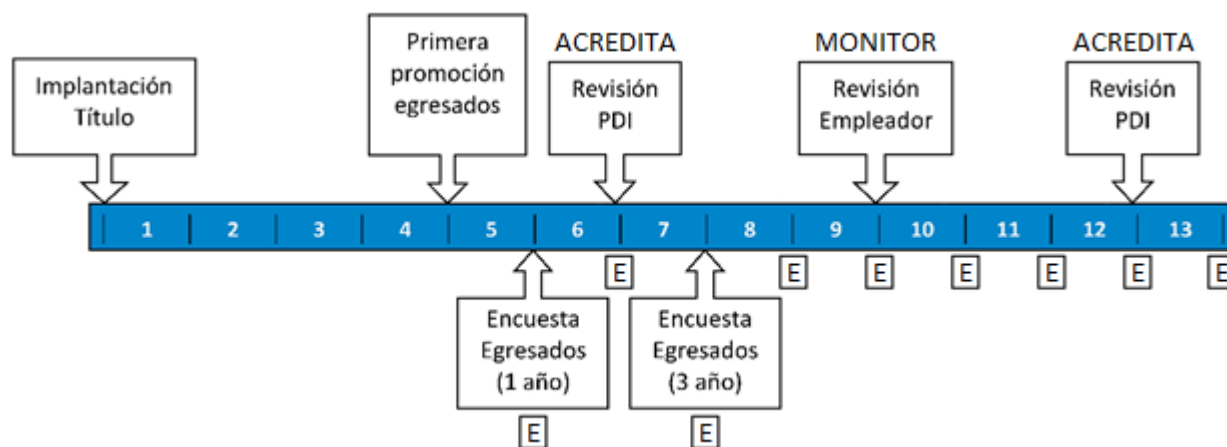 Implantación
Título
Primera
promoción
egresados
ACREDITA
Revisión
PDI
MONITOR
Revisión
Empleador
ACREDITA
Revisión
PDI
1 2 3 4 5 6 7 8 9 10 11 12 13
E E E E E E E
Encuesta
Egresados
(1 año)
E
Encuesta
Egresados
(3 año)
E